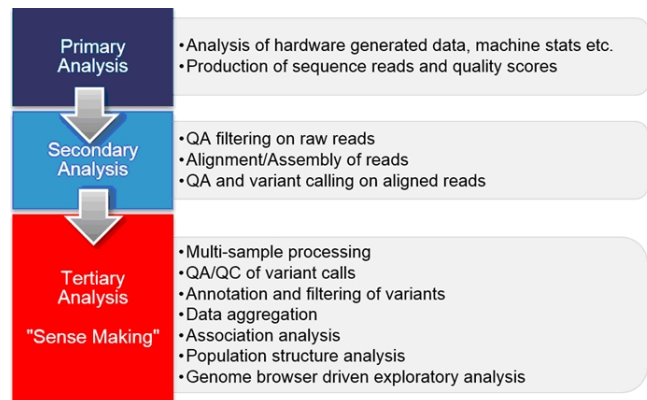 Primary
Analysis
•Analysis of hardware generated data, machine stats etc.
•Production of sequence reads and quality scores
Secondary
Analysis
•QA filtering on raw reads
•Alignment/Assembly of reads
•QA and variant calling on aligned reads
Tertiary
Analysis
"Sense Making"
•Multi-sample processing
•QA/QC of variant calls
•Annotation and filtering of variants
•Data aggregation
•Association analysis
•Population structure analysis
•Genome browser driven exploratory analysis